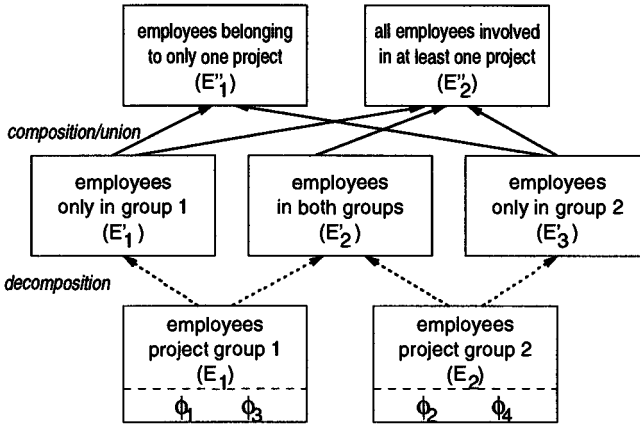 employees belonging
to only one project
(E''1)
all employees involved
in at least one project
(E''2)
composition/union
employees
only in group 1
(E'1)
employees
in both groups
(E'2)
employees
only in group 2
(E'3)
decomposition
employees
project group 1
(E1)
ϕ1 ϕ3
employees
project group 2
(E2)
ϕ2 ϕ4